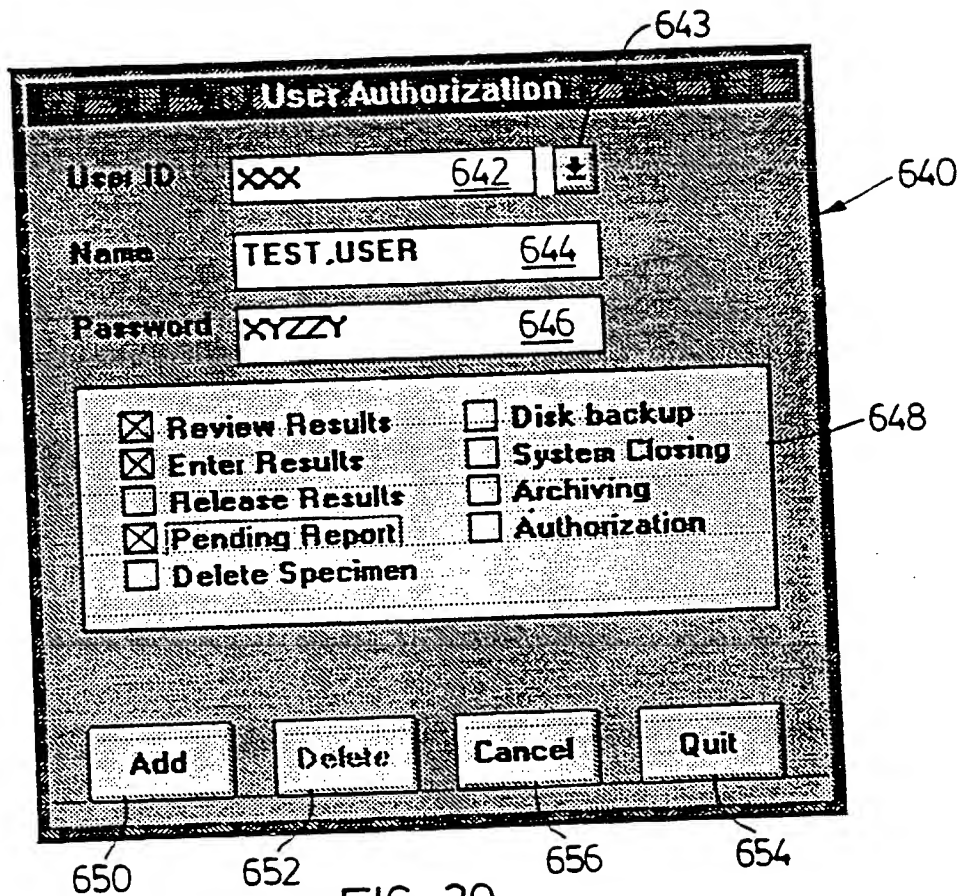 643
User Authorization
User ID XXX 642
640
Name TEST.USER 644
Password XYZZY 646
Review Results Disk backup
648
Enter Results System Closing
Release Results Archiving
Pending Report Authorization
Delete Specimen
Add Delete Cancel Quit
650 652 656 654